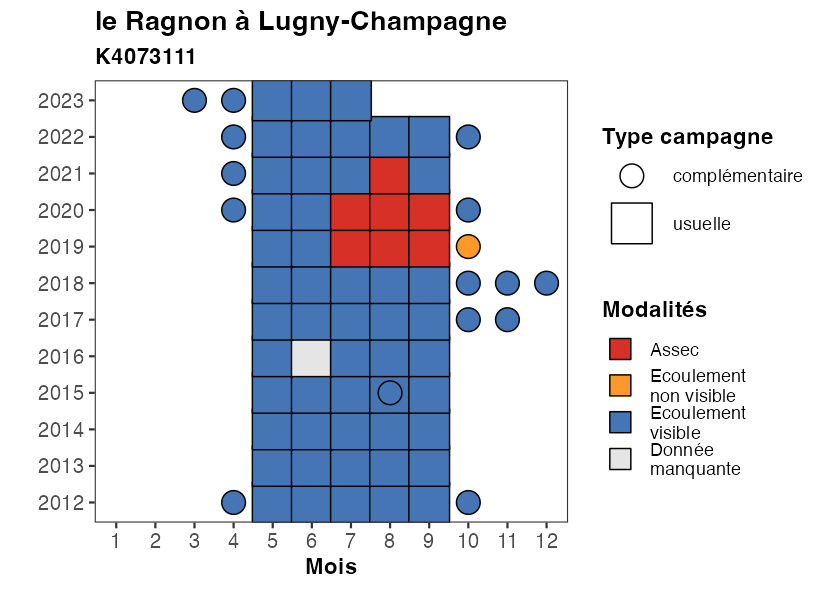 le Ragnon à Lugny-Champagne
K4073111
2023
2022
2021
2020
2019
2018
2017
2016
2015
2014
2013
2012
1 2 3 4 5 6 7 8 9 10 11 12
Mois
Type campagne
complémentaire
usuelle
Modalités
Assec
Ecoulement
non visible
Ecoulement
visible
Donnée
manquante